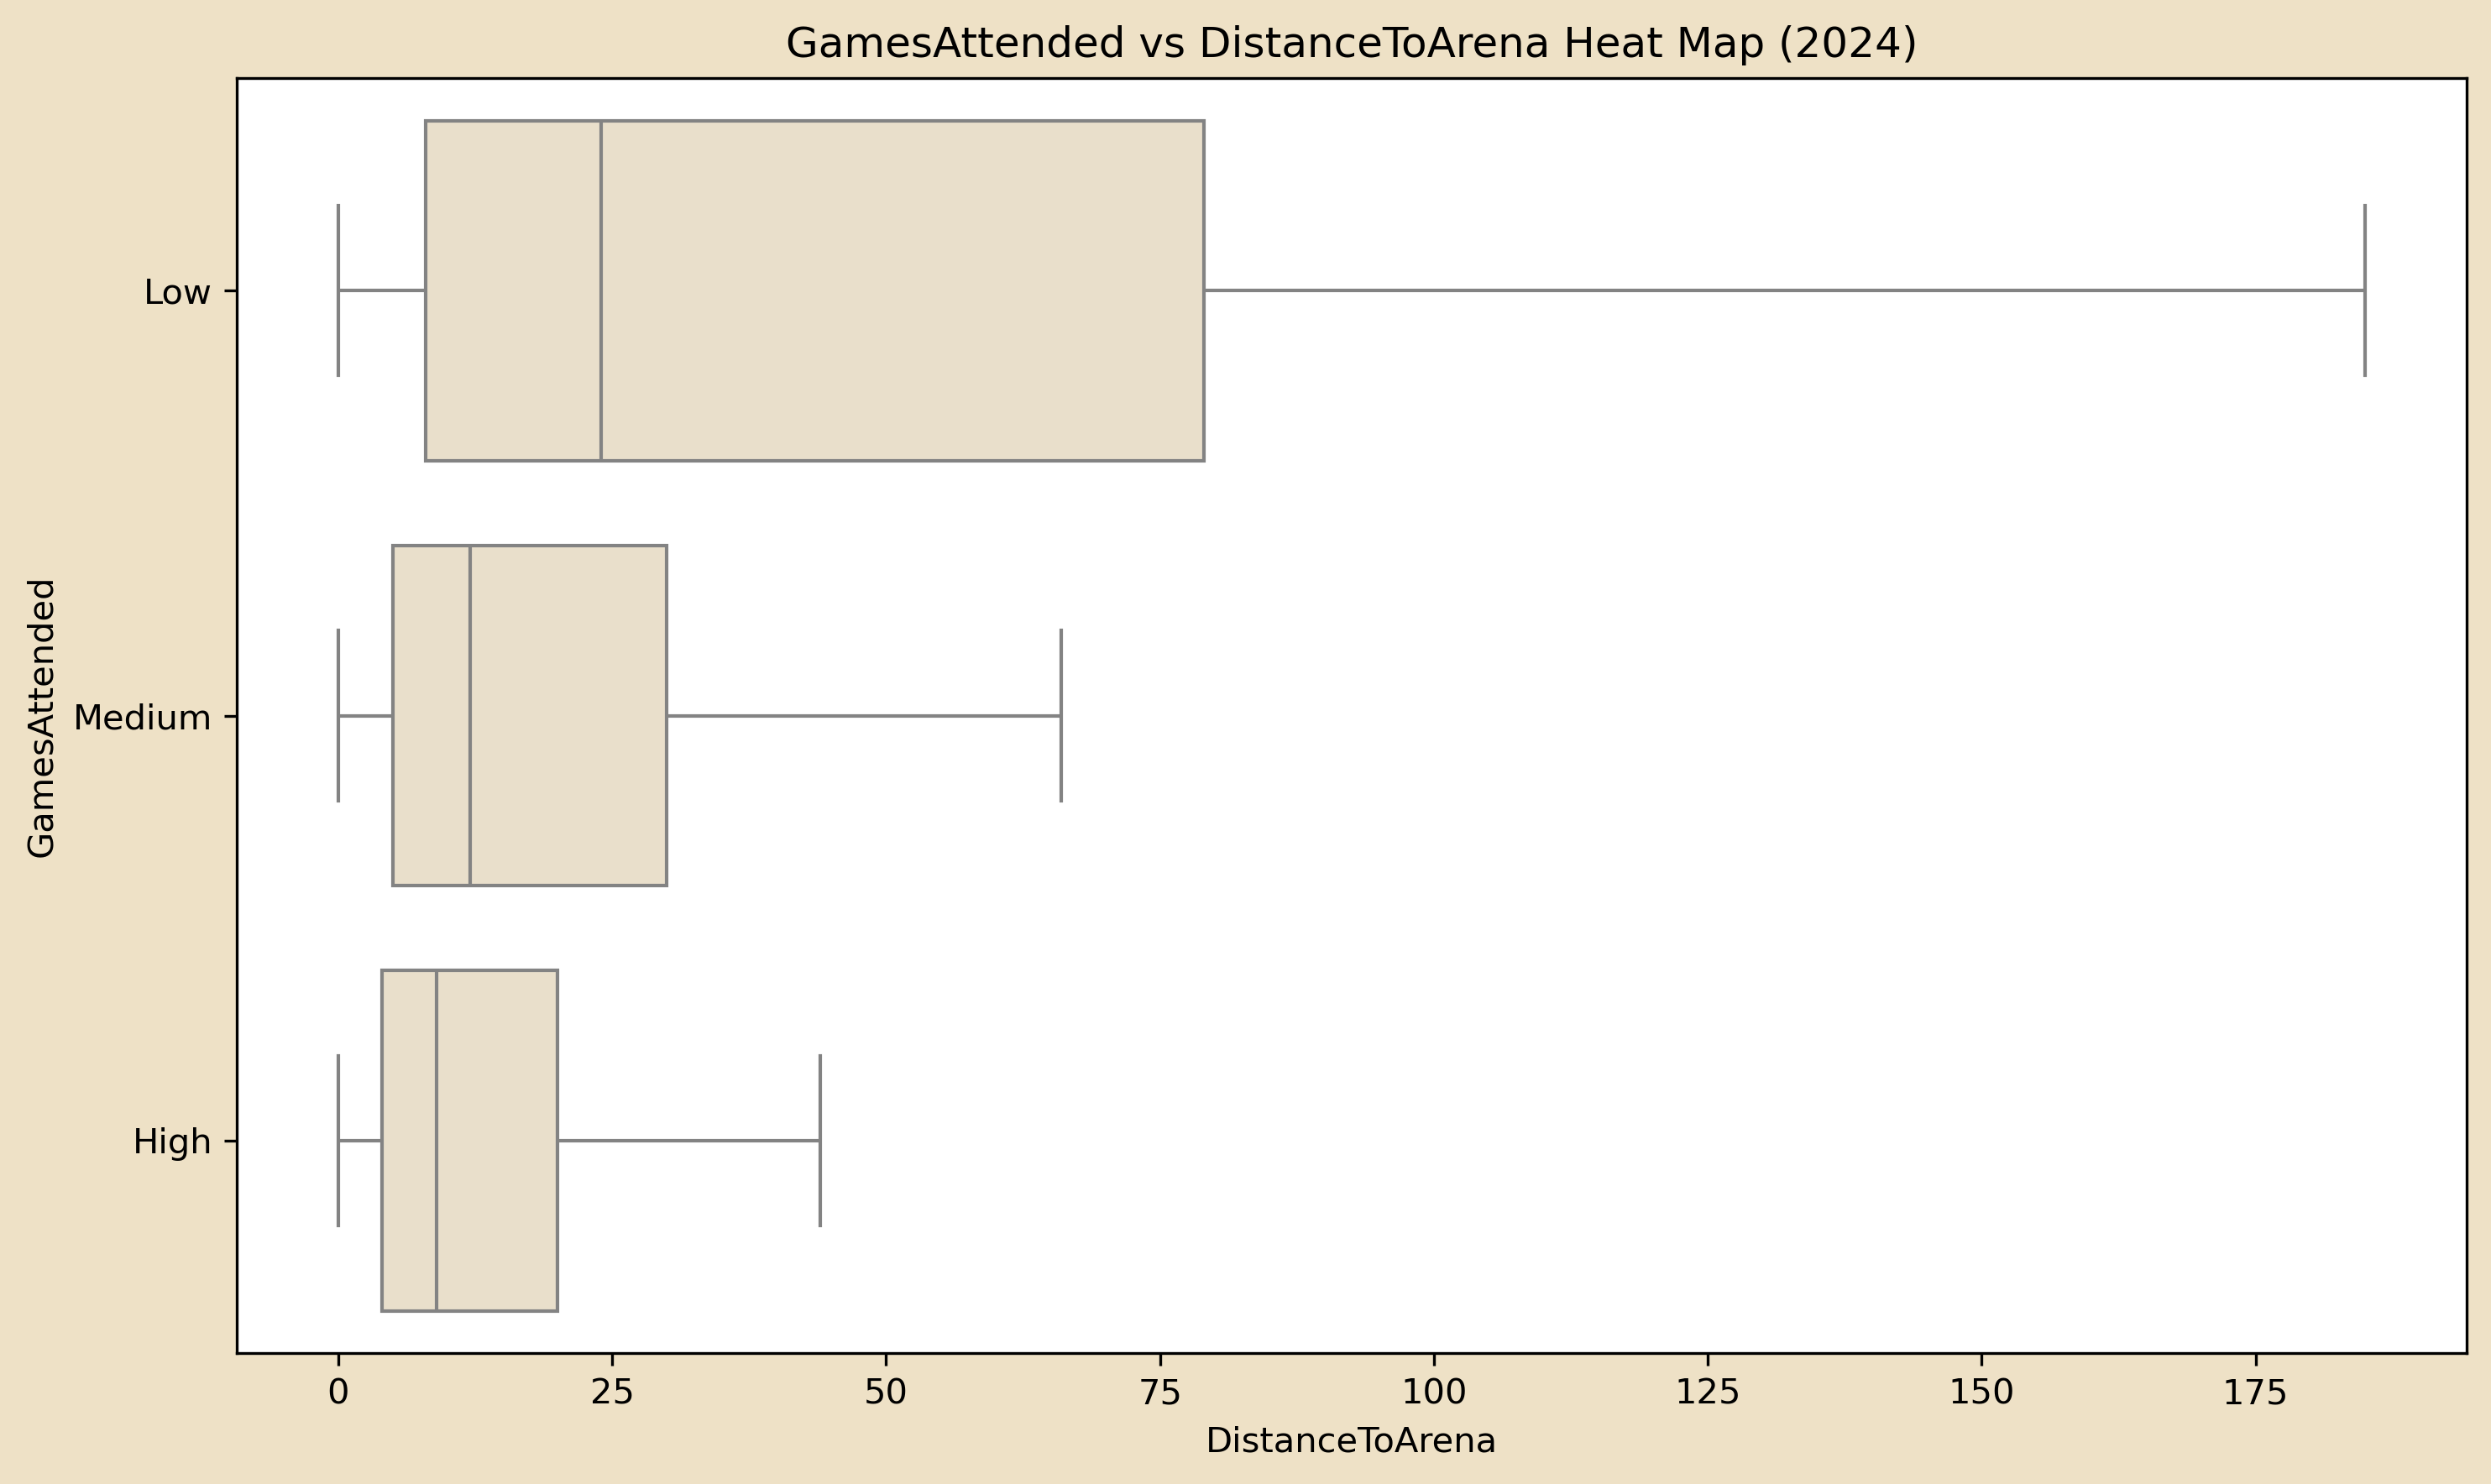 GamesAttended vs DistanceToArena Heat Map (2024)
GamesAttended
Low
Medium
High
0 25 50 75 100 125 150 175
DistanceToArena